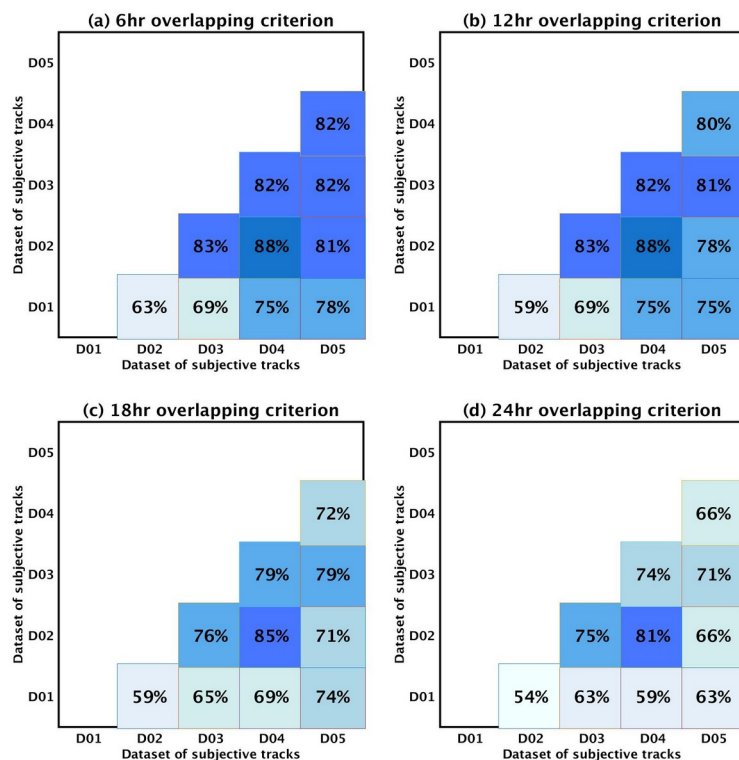 (a) 6hr overlapping criterion
Dataset of subjective tracks
D05
D04
82%
D03
82% 82%
D02
83% 88% 81%
D01
63% 69% 75% 78%
D01 D02 D03 D04 D05
Dataset of subjective tracks
(b) 12hr overlapping criterion
Dataset of subjective tracks
D05
D04
80%
D03
82% 81%
D02
83% 88% 78%
D01
59% 69% 75% 75%
D01 D02 D03 D04 D05
Dataset of subjective tracks
(c) 18hr overlapping criterion
Dataset of subjective tracks
D05
D04
72%
D03
79% 79%
D02
76% 85% 71%
D01
59% 65% 69% 74%
D01 D02 D03 D04 D05
Dataset of subjective tracks
(d) 24hr overlapping criterion
Dataset of subjective tracks
D05
D04
66%
D03
74% 71%
D02
75% 81% 66%
D01
54% 63% 59% 63%
D01 D02 D03 D04 D05
Dataset of subjective tracks